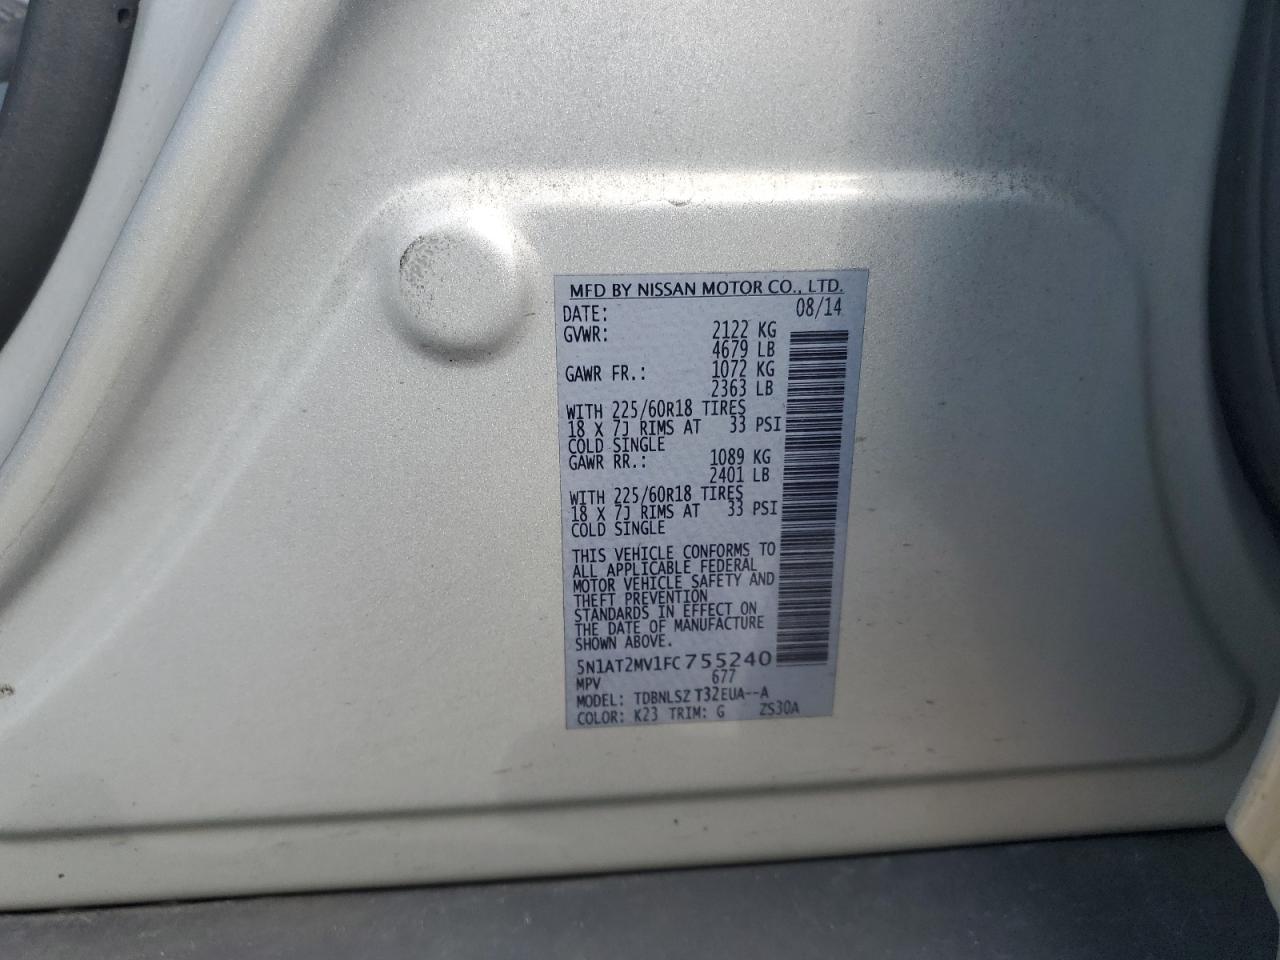 MFD BY NISSAN MOTOR CO., LTD.
DATE: 08/14
GVWR: 2122 KG
4679 LB
GAWR FR.: 1072 KG
2363 LB
WITH 225/60R18 TIRES
18 X 7J RIMS AT 33 PSI
COLD SINGLE
GAWR RR.: 1089 KG
2401 LB
WITH 225/60R18 TIRES
18 X 7J RIMS AT 33 PSI
COLD SINGLE
THIS VEHICLE CONFORMS TO
ALL APPLICABLE FEDERAL
MOTOR VEHICLE SAFETY AND
THEFT PREVENTION
STANDARDS IN EFFECT ON
THE DATE OF MANUFACTURE
SHOWN ABOVE.
5N1AT2MV1FC755240
MPV 677
MODEL: TDBNLSZ T32EUA--A
COLOR: K23 TRIM: G ZS30A